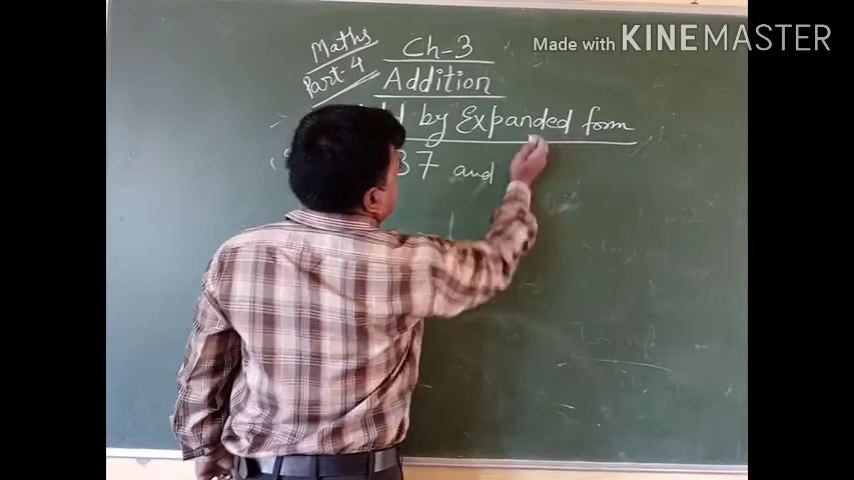 Made with KINEMASTER
Maths
Part-4
Ch-3
Addition
by Expanded form
37 and